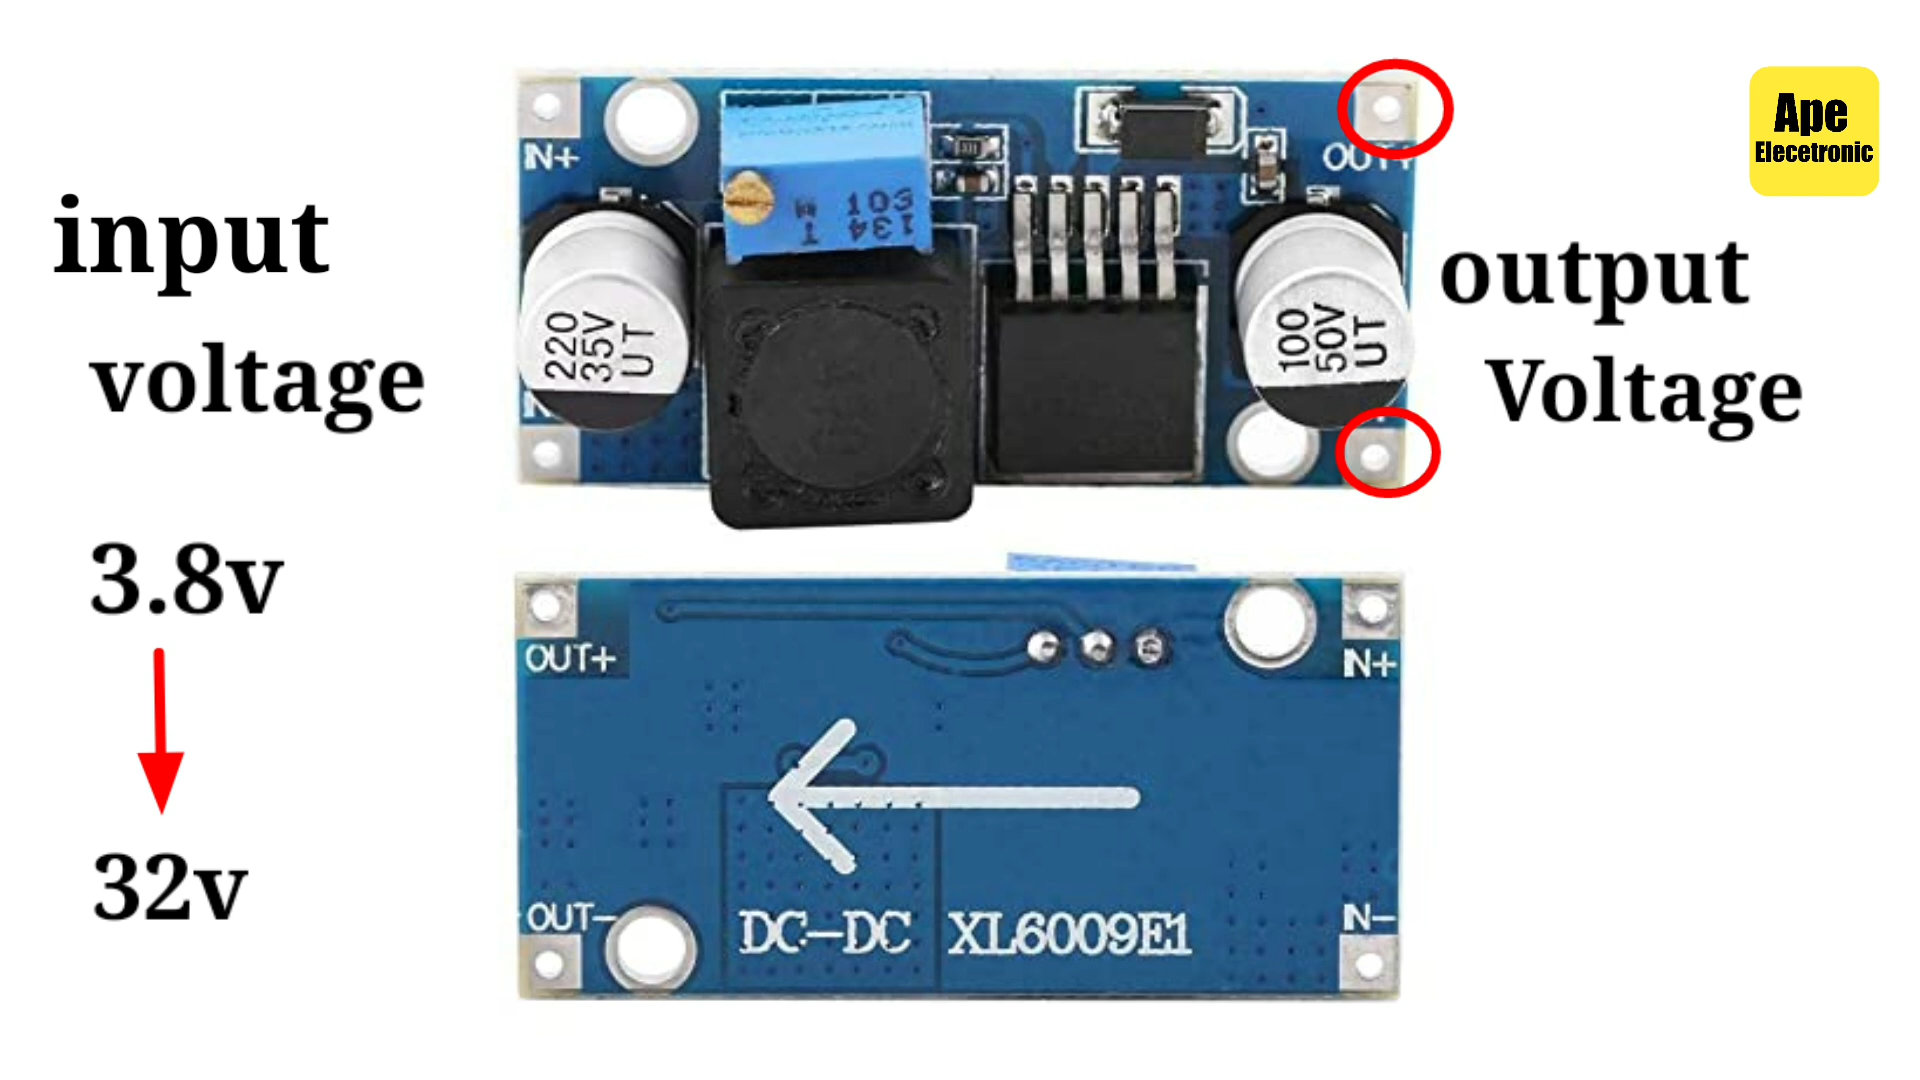 Ape
Elecetronic
input
voltage
3.8v
32v
output
Voltage
IN+
OUT+
W 103
T 134
220
35V
UT
100
50V
UT
OUT+
IN+
OUT-
IN-
DC-DC XL6009E1